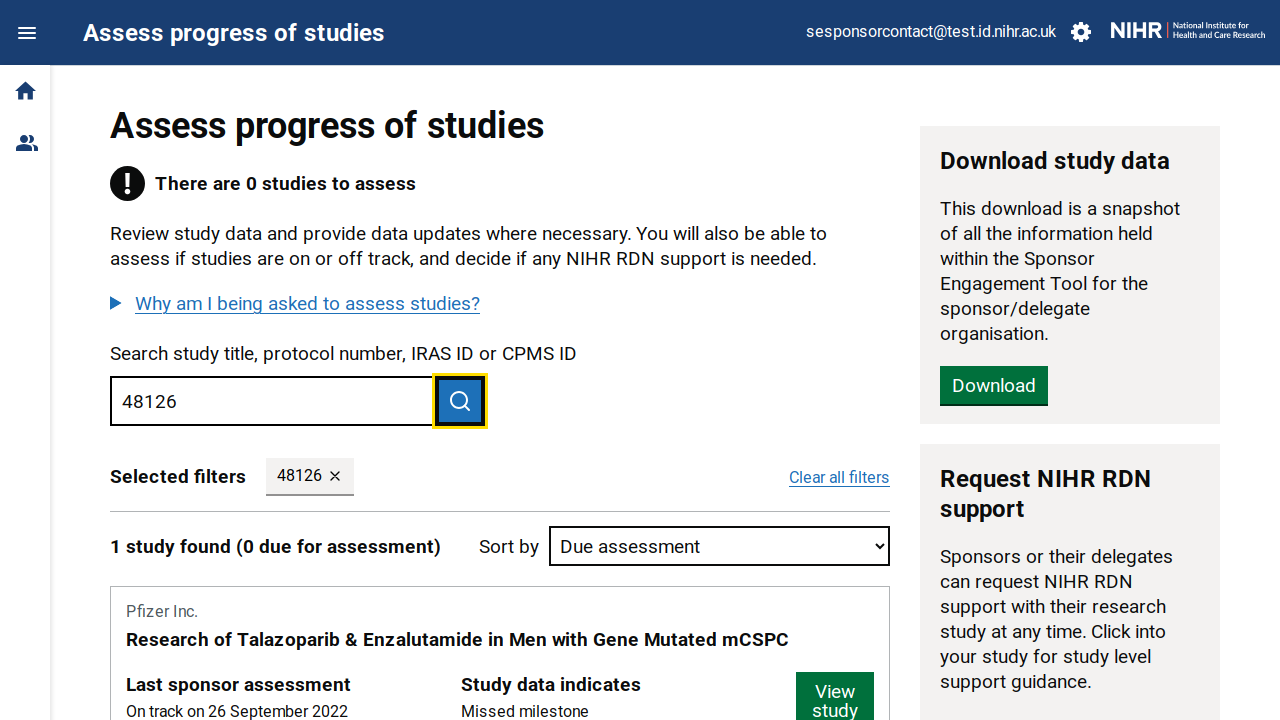 Assess progress of studies
sesponsorcontact@test.id.nihr.ac.uk
NIHR | National Institute for
Health and Care Research
Assess progress of studies
There are 0 studies to assess
Review study data and provide data updates where necessary. You will also be able to
assess if studies are on or off track, and decide if any NIHR RDN support is needed.
Why am I being asked to assess studies?
Search study title, protocol number, IRAS ID or CPMS ID
48126
Selected filters
48126
Clear all filters
1 study found (0 due for assessment)
Sort by
Due assessment
Pfizer Inc.
Research of Talazoparib & Enzalutamide in Men with Gene Mutated mCSPC
Last sponsor assessment
On track on 26 September 2022
Study data indicates
Missed milestone
View
study
Download study data
This download is a snapshot
of all the information held
within the Sponsor
Engagement Tool for the
sponsor/delegate
organisation.
Download
Request NIHR RDN
support
Sponsors or their delegates
can request NIHR RDN
support with their research
study at any time. Click into
your study for study level
support guidance.